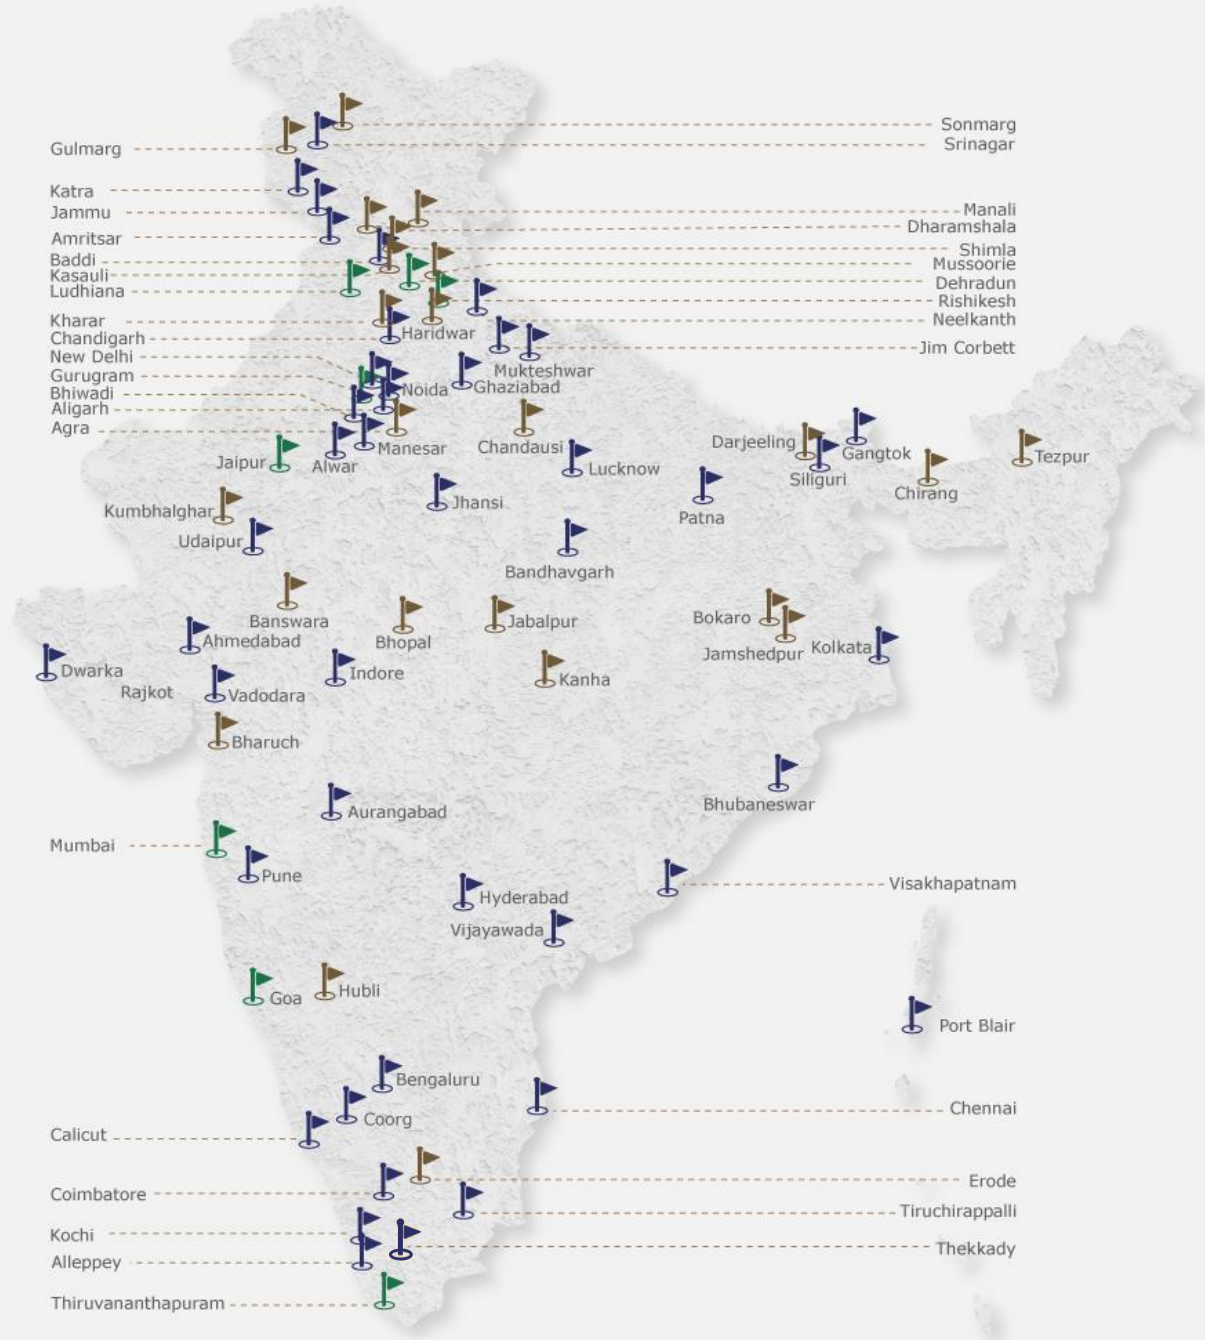 Sonmarg
Srinagar
Gulmarg
Katra
Jammu
Manali
Dharamshala
Amritsar
Shimla
Baddi
Mussoorie
Kasauli
Dehradun
Ludhiana
Rishikesh
Kharar
Neelkanth
Haridwar
Chandigarh
Jim Corbett
New Delhi
Mukteshwar
Gurugram
Noida
Ghaziabad
Bhiwadi
Aligarh
Agra
Manesar
Chandausi
Darjeeling
Gangtok
Tezpur
Jaipur
Alwar
Lucknow
Siliguri
Chirang
Jhansi
Kumbhalghar
Patna
Udaipur
Bandhavgarh
Banswara
Jabalpur
Bokaro
Ahmedabad
Bhopal
Jamshedpur
Kolkata
Dwarka
Indore
Kanha
Rajkot
Vadodara
Bharuch
Bhubaneswar
Aurangabad
Mumbai
Pune
Visakhapatnam
Hyderabad
Vijayawada
Goa
Hubli
Port Blair
Bengaluru
Chennai
Coorg
Calicut
Erode
Coimbatore
Tiruchirappalli
Kochi
Thekkady
Alleppey
Thiruvananthapuram